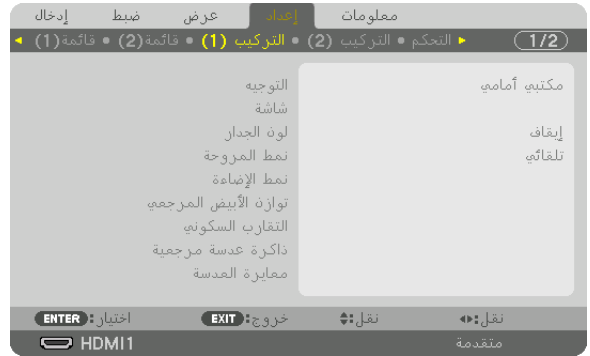 إدخال ضبط عرض إعداد معلومات
◄ قائمة(1) • قائمة(2) • التركيب (1) • التركيب (2) • التحكم ► 1/2
التوجيه مكتبي أمامي
شاشة
لون الجدار إيقاف
نمط المروحة تلقائي
نمط الإضاءة
توازن الأبيض المرجعي
التقارب السكوني
ذاكرة عدسة مرجعية
معايرة العدسة
ENTER :اختيار EXIT :خروج نقل: نقل:
HDMI1 متقدمة